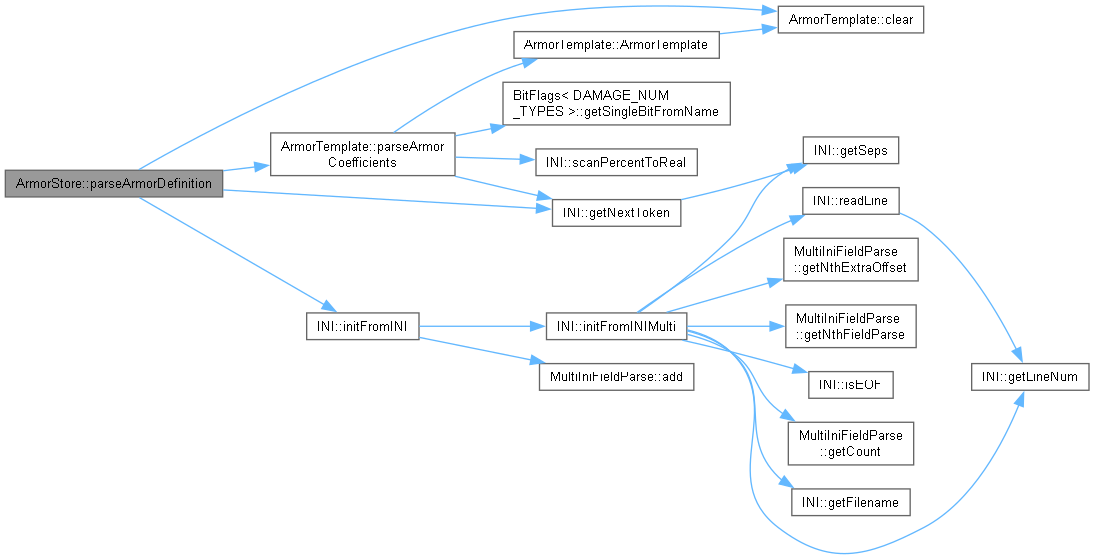 ArmorTemplate::clear
ArmorTemplate::ArmorTemplate
BitFlags< DAMAGE_NUM
_TYPES >::getSingleBitFromName
ArmorTemplate::parseArmor
Coefficients
INI::getSeps
INI::scanPercentToReal
ArmorStore::parseArmorDefinition
INI::readLine
INI::getNextToken
MultiIniFieldParse
::getNthExtraOffset
INI::initFromINI
INI::initFromINIMulti
MultiIniFieldParse
::getNthFieldParse
MultiIniFieldParse::add
INI::isEOF
INI::getLineNum
MultiIniFieldParse
::getCount
INI::getFilename